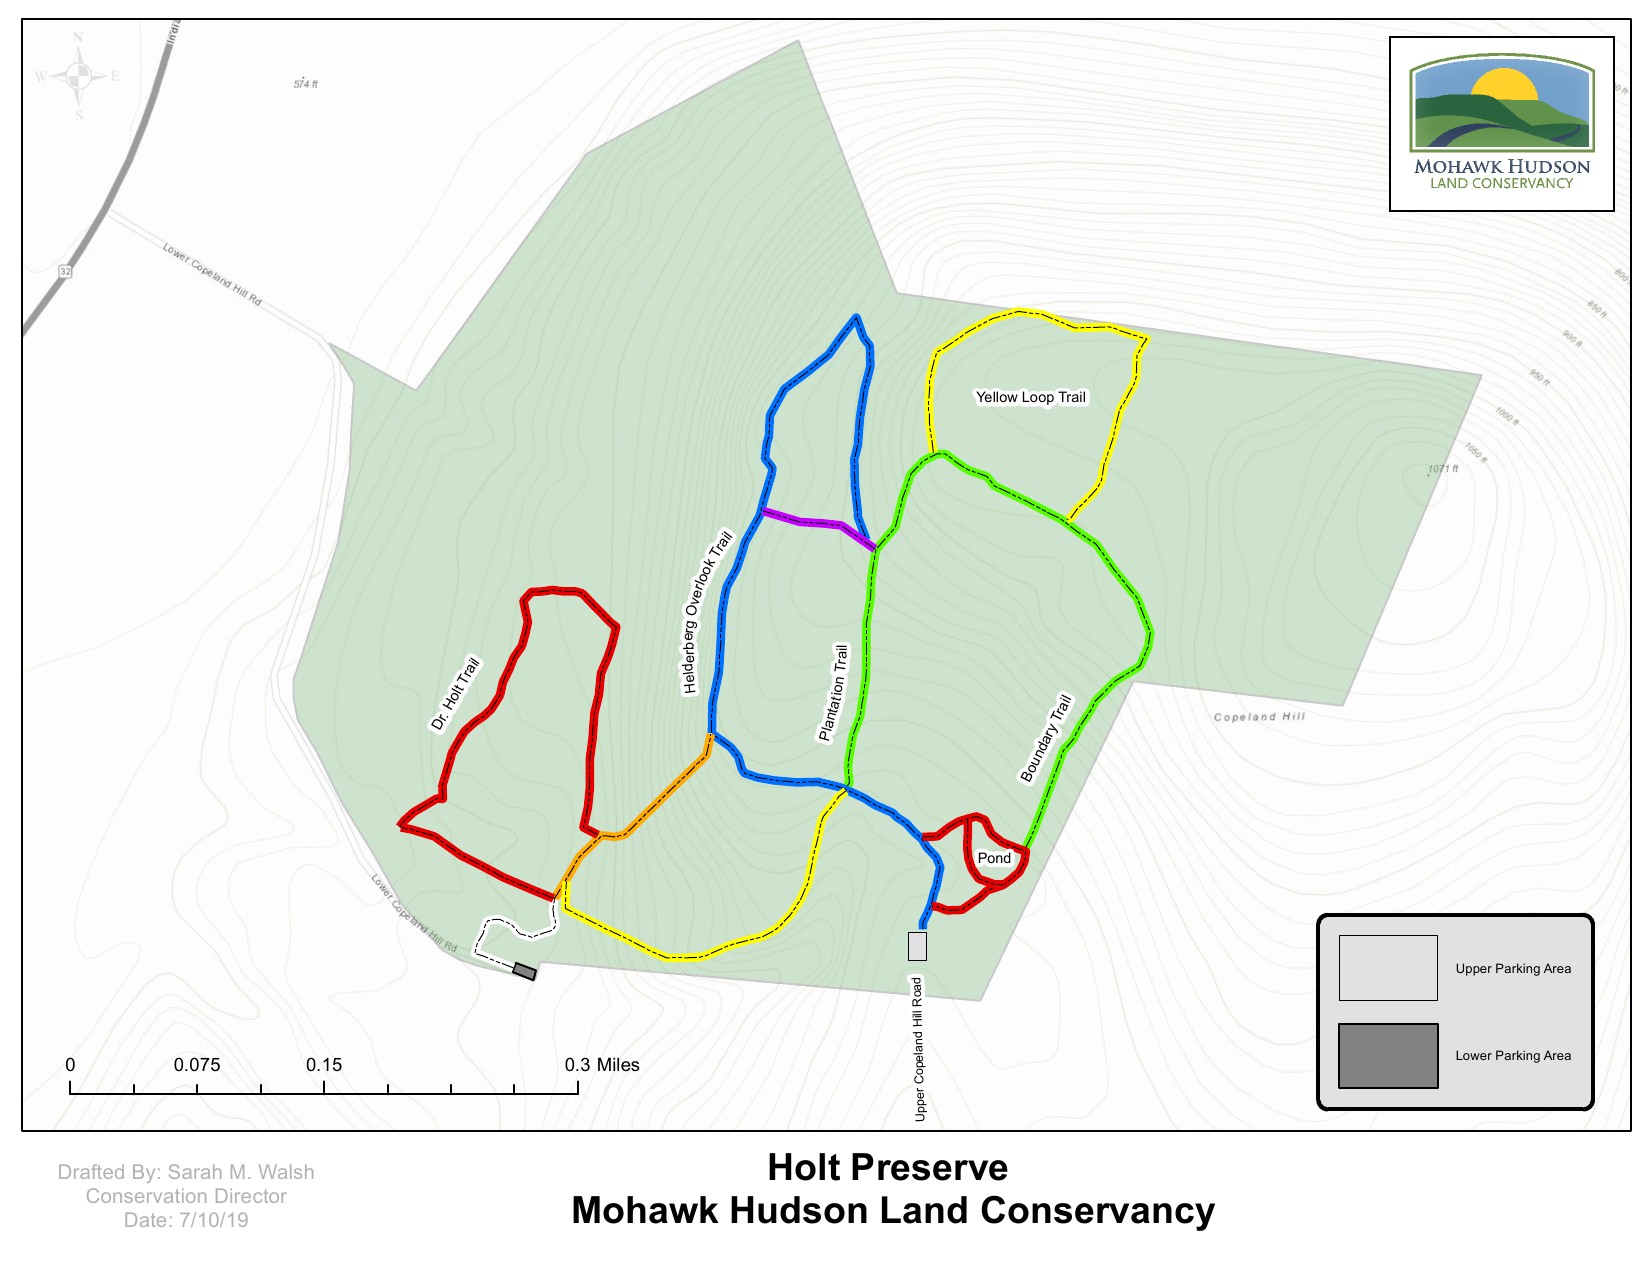 India
N
W E
S
574 ft
32
Lower Copeland Hill Rd
MOHAWK HUDSON
LAND CONSERVANCY
900 ft
950 ft
1000 ft
1050 ft
1071 ft
Yellow Loop Trail
Helderberg Overlook Trail
Dr. Holt Trail
Plantation Trail
Boundary Trail
Copeland Hill
Pond
Lower Copeland Hill Rd
Upper Copeland Hill Road
Upper Parking Area
Lower Parking Area
0 0.075 0.15 0.3 Miles
Drafted By: Sarah M. Walsh
Conservation Director
Date: 7/10/19
Holt Preserve
Mohawk Hudson Land Conservancy